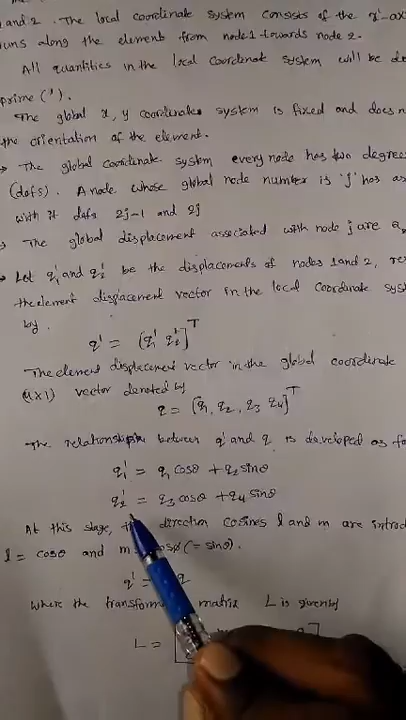 and 2. The local coordinate system consists of the x'-ax
runs along the element from node1 towards node 2.
All quantities in the local coordinate system will be de
prime (').
The global x, y coordinate system is fixed and does n
the orientation of the element.
→ The global coordinate system every node has two degree
(dofs). A node whose global node number is 'j' has as
with it dofs 2j-1 and 2j
→ The global displacement associated with node j are
→ Let q₁' and q₂' be the displacements of nodes 1 and 2, re
the element displacement vector in the local coordinate sys
by.
q' = [q₁' q₂']ᵀ
The element displacement vector in the global coordinate
(4x1) vector denoted by
q = [q₁, q₂, q₃ q₄]ᵀ
The relationship between q' and q is developed as fo
q₁' = q₁ cosθ + q₂ sinθ
q₂' = q₃ cosθ + q₄ sinθ
At this stage, direction cosines l and m are introd
l = cosθ and m (= sinθ).
q' = q
Where the transform matrix L is given by
L = [